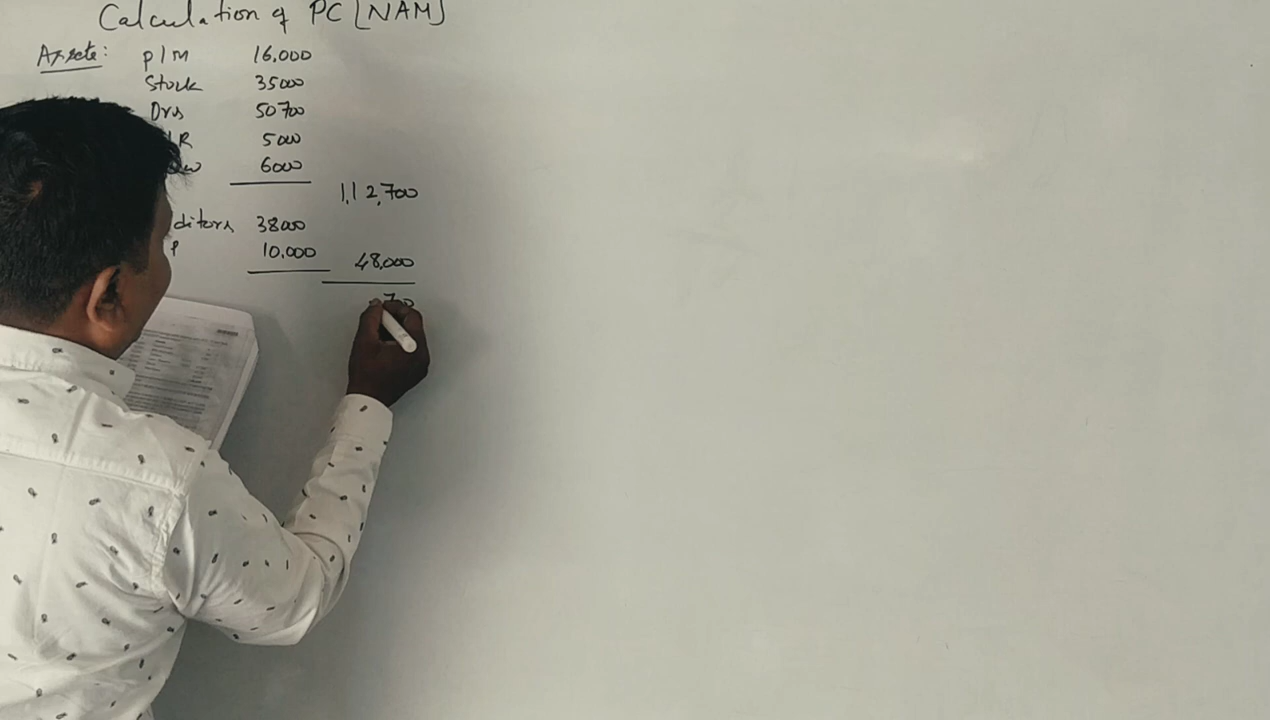 Calculation of PC [NAM]
Assets: P/M 16,000
Stock 35000
Drs 50700
/R 5000
6000
1,12,700
ditors 38000
P 10,000
48,000
700